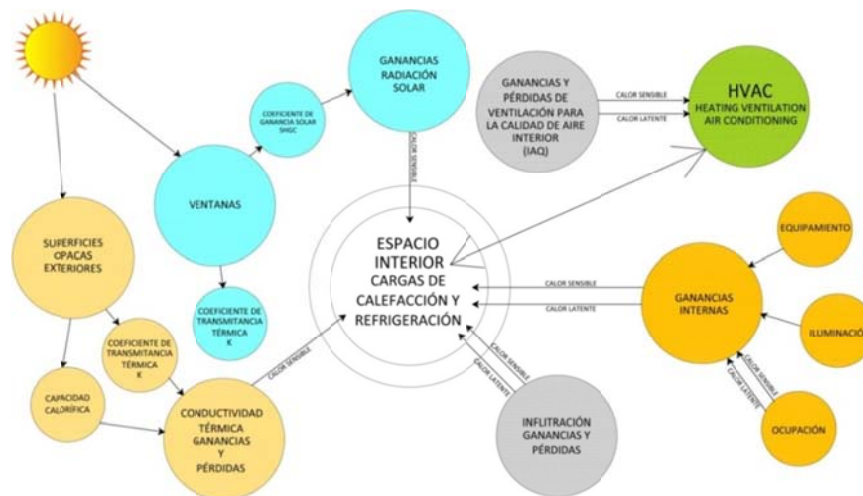 GANANCIAS
RADIACIÓN
SOLAR
COEFICIENTE DE
GANANCIA SOLAR
SHGC
GANANCIAS Y
PÉRDIDAS DE
VENTILACIÓN PARA
LA CALIDAD DE AIRE
INTERIOR
(IAQ)
CALOR SENSIBLE
CALOR LATENTE
HVAC
HEATING VENTILATION
AIR CONDITIONING
CALOR SENSIBLE
VENTANAS
SUPERFICIES
OPACAS
EXTERIORES
ESPACIO
INTERIOR
CARGAS DE
CALEFACCIÓN Y
REFRIGERACIÓN
EQUIPAMIENTO
CALOR SENSIBLE
CALOR LATENTE
GANANCIAS
INTERNAS
ILUMINACIÓ
COEFICIENTE DE
TRANSMITANCIA
TÉRMICA
K
COEFICIENTE DE
TRANSMITANCIA
TÉRMICA
K
CALOR SENSIBLE
CALOR SENSIBLE
CALOR LATENTE
CALOR SENSIBLE
CALOR LATENTE
CAPACIDAD
CALORÍFICA
CONDUCTIVIDAD
TÉRMICA
GANANCIAS
Y
PÉRDIDAS
INFLITRACIÓN
GANANCIAS Y
PÉRDIDAS
OCUPACIÓN